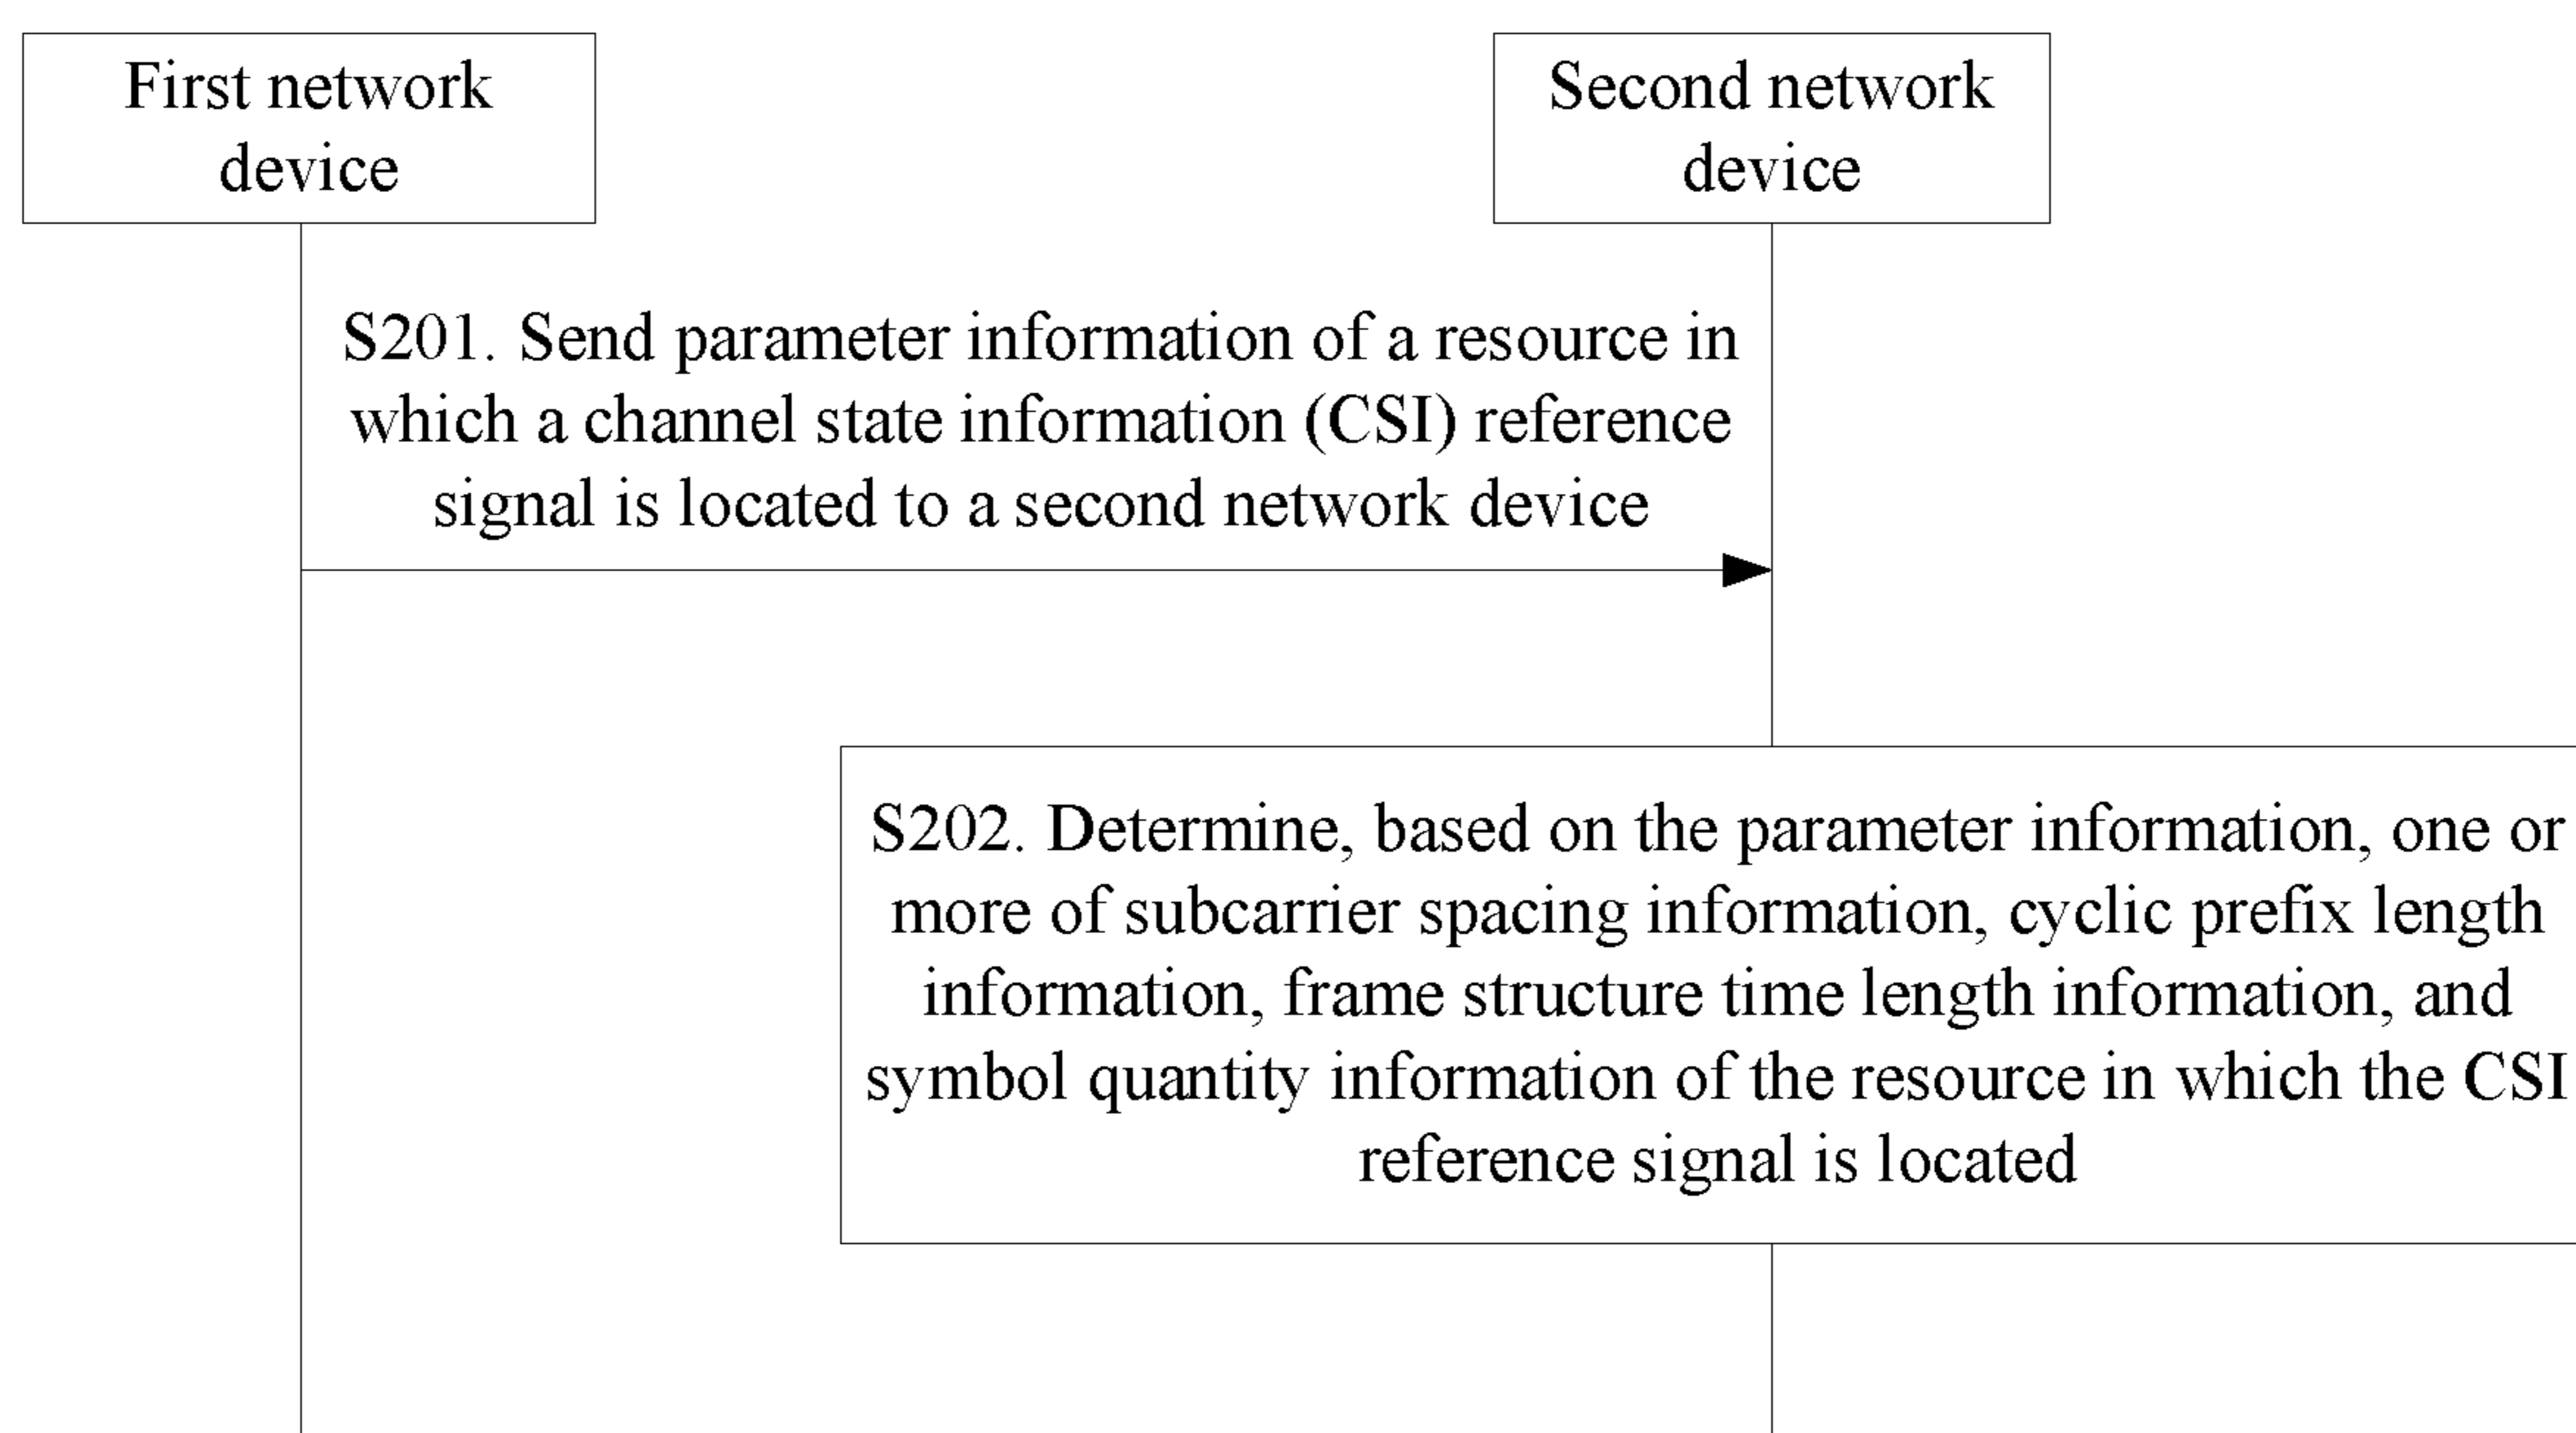 First network
device
Second network
device
S201. Send parameter information of a resource in
which a channel state information (CSI) reference
signal is located to a second network device
S202. Determine, based on the parameter information, one or
more of subcarrier spacing information, cyclic prefix length
information, frame structure time length information, and
symbol quantity information of the resource in which the CSI
reference signal is located